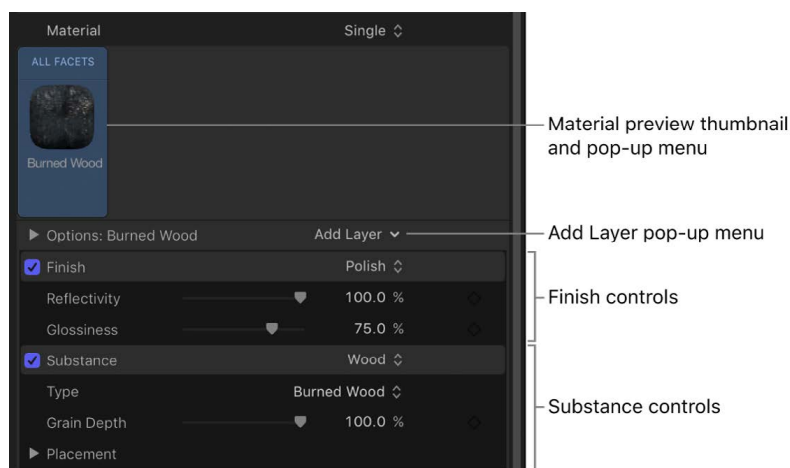 Material Single
ALL FACETS
Burned Wood
Material preview thumbnail
and pop-up menu
Options: Burned Wood Add Layer
Add Layer pop-up menu
Finish Polish
Reflectivity 100.0 %
Finish controls
Glossiness 75.0 %
Substance Wood
Type Burned Wood
Substance controls
Grain Depth 100.0 %
Placement